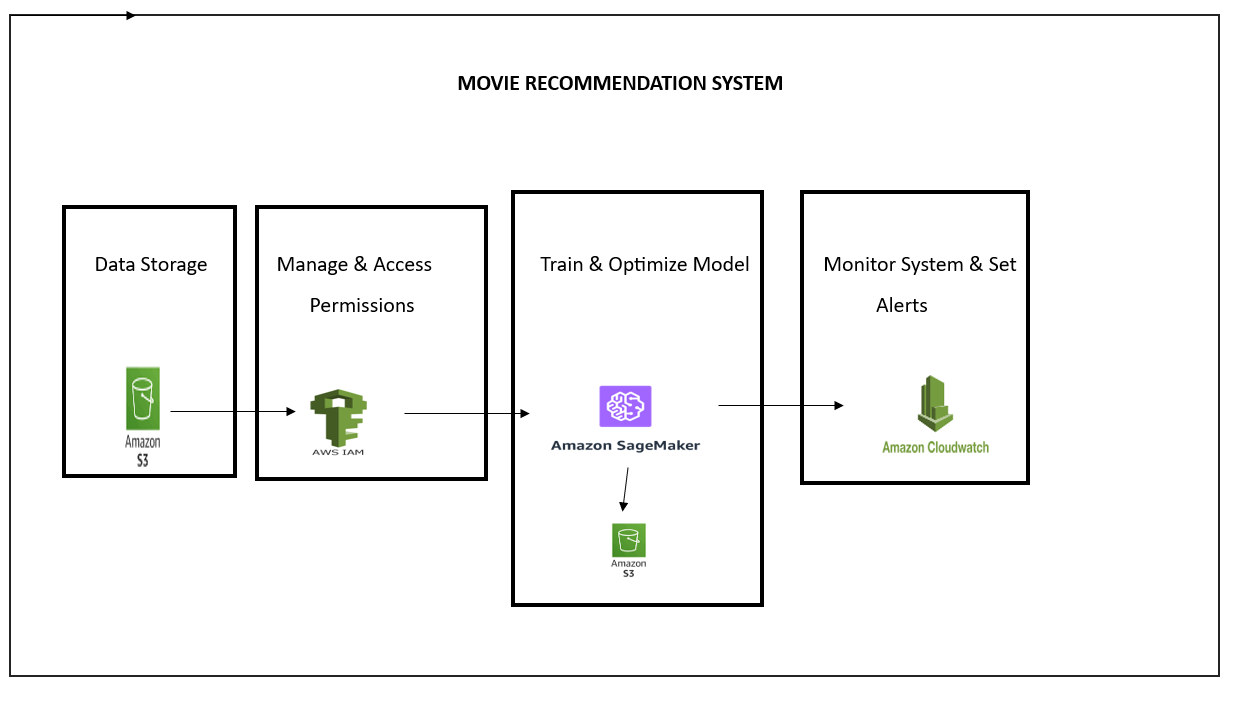 MOVIE RECOMMENDATION SYSTEM
Data Storage
Amazon
S3
Manage & Access
Permissions
AWS IAM
Train & Optimize Model
Amazon SageMaker
Amazon
S3
Monitor System & Set
Alerts
Amazon Cloudwatch